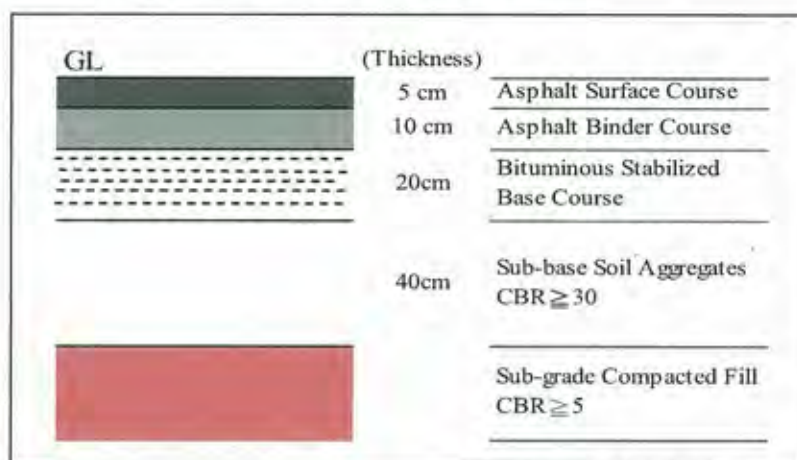 GL (Thickness)
5 cm Asphalt Surface Course
10 cm Asphalt Binder Course
20cm Bituminous Stabilized
Base Course
40cm Sub-base Soil Aggregates
CBR≧30
Sub-grade Compacted Fill
CBR≧5